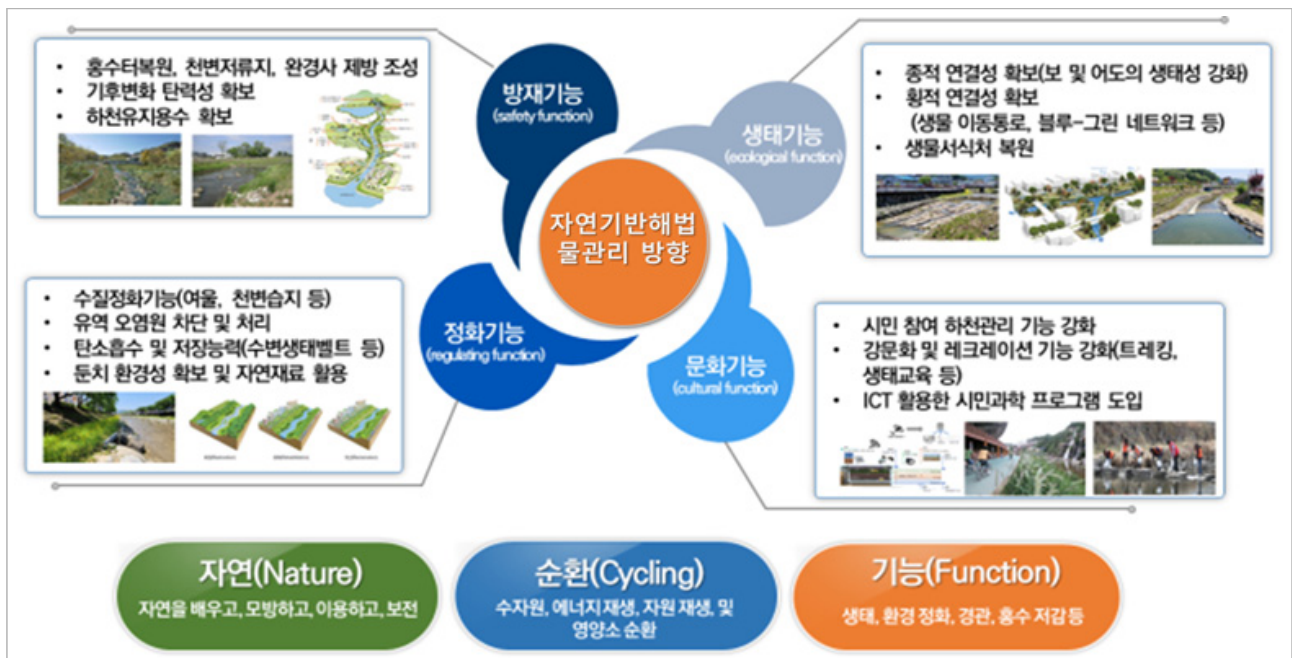 • 홍수터복원, 천변저류지, 완경사 제방 조성
• 기후변화 탄력성 확보
• 하천유지용수 확보
방재기능
(safety function)
생태기능
(ecological function)
• 종적 연결성 확보(보 및 어도의 생태성 강화)
• 횡적 연결성 확보
(생물 이동통로, 블루-그린 네트워크 등)
• 생물서식처 복원
자연기반해법
물관리 방향
• 수질정화기능(여울, 천변습지 등)
• 유역 오염원 차단 및 처리
• 탄소흡수 및 저장능력(수변생태벨트 등)
• 둔치 환경성 확보 및 자연재료 활용
정화기능
(regulating function)
문화기능
(cultural function)
• 시민 참여 하천관리 기능 강화
• 강문화 및 레크레이션 기능 강화(트레킹,
생태교육 등)
• ICT 활용한 시민과학 프로그램 도입
자연(Nature)
자연을 배우고, 모방하고, 이용하고, 보전
순환(Cycling)
수자원, 에너지 재생, 자원 재생, 및
영양소 순환
기능(Function)
생태, 환경 정화, 경관, 홍수 저감 등